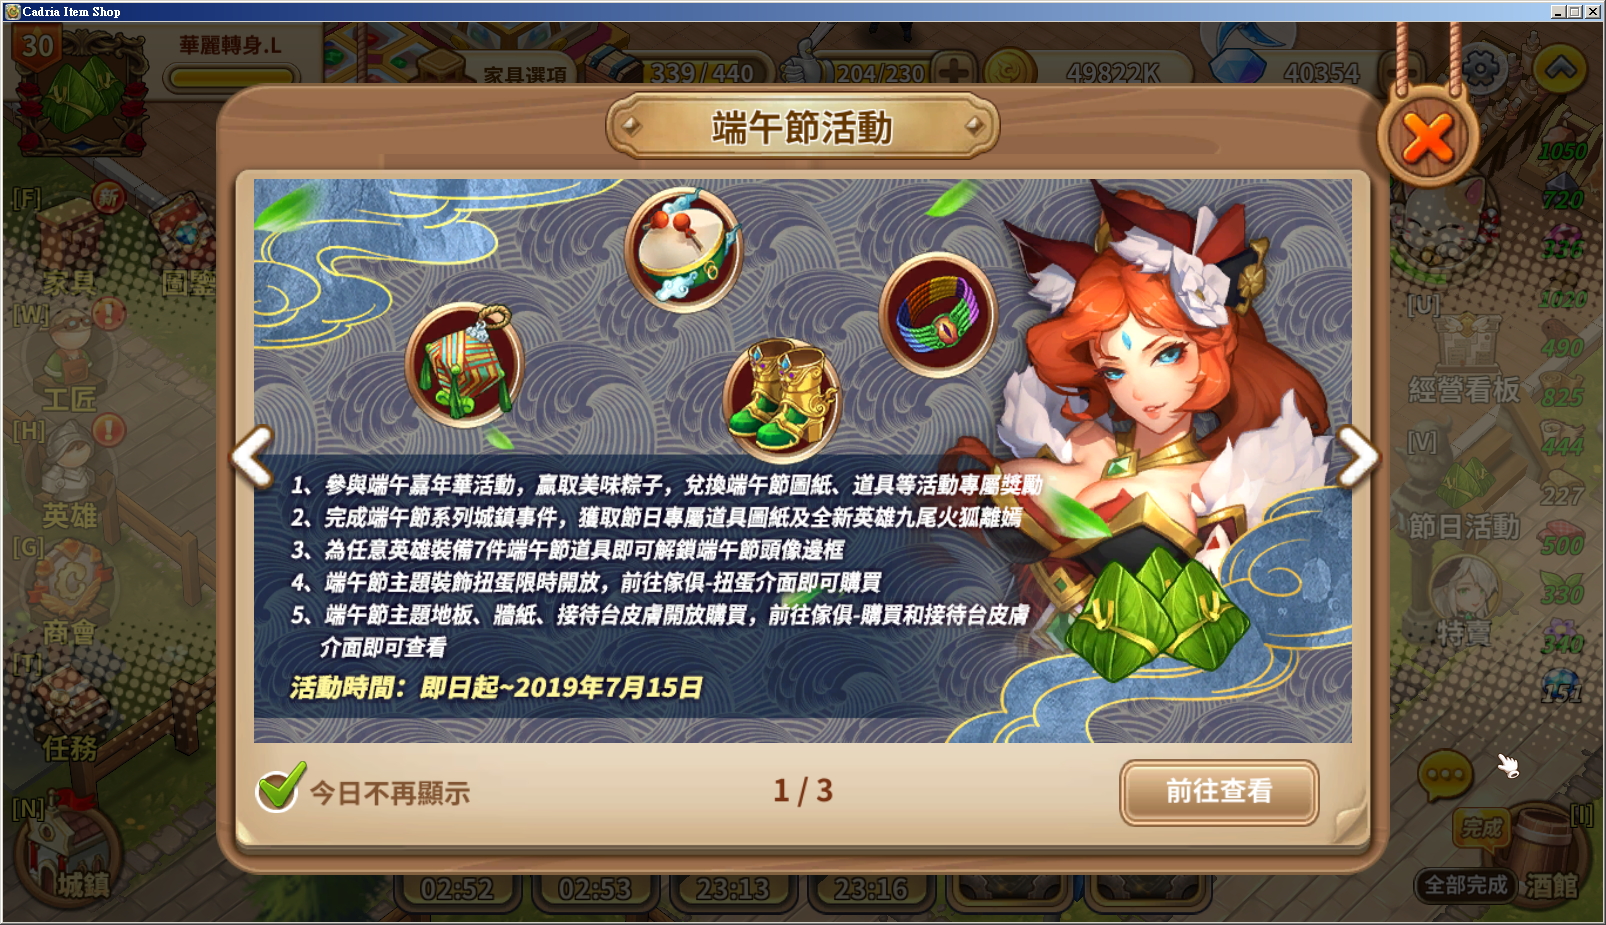 Cadria Item Shop
30
華麗轉身.L
家具選項
339/440
204/230
49822K
40354
端午節活動
1050
720
336
1020
490
825
444
227
500
330
340
151
[F]
新
家具
圖鑒
[W]
工匠
[H]
英雄
[G]
商會
[T]
任務
[N]
城鎮
[U]
經營看板
[V]
節日活動
特賣
1、參與端午嘉年華活動，贏取美味粽子，兌換端午節圖紙、道具等活動專屬獎勵
2、完成端午節系列城鎮事件，獲取節日專屬道具圖紙及全新英雄九尾火狐離嫣
3、為任意英雄裝備7件端午節道具即可解鎖端午節頭像邊框
4、端午節主題裝飾扭蛋限時開放，前往傢俱-扭蛋介面即可購買
5、端午節主題地板、牆紙、接待台皮膚開放購買，前往傢俱-購買和接待台皮膚
介面即可查看
活動時間：即日起~2019年7月15日
今日不再顯示
1 / 3
前往查看
[I]
完成
全部完成
酒館
02:52
02:53
23:13
23:16